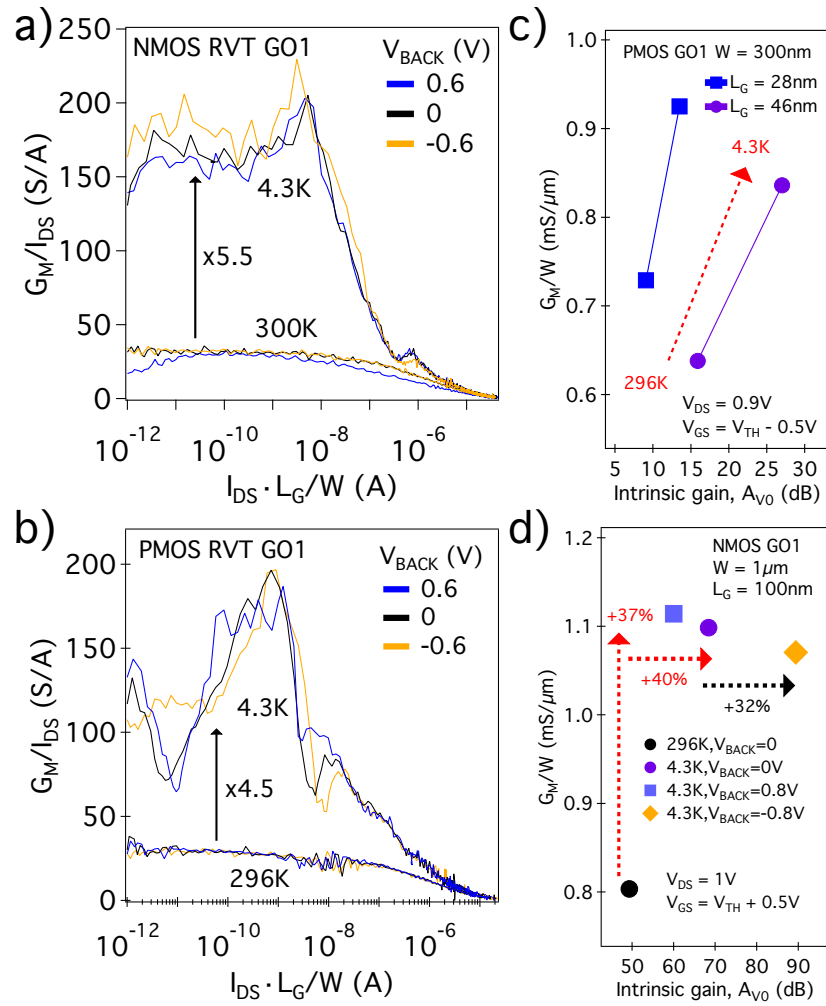 a)
NMOS RVT GO1
V_BACK (V)
0.6
0
-0.6
4.3K
x5.5
300K
250
200
150
100
50
0
G_M/I_DS (S/A)
10^-12
10^-10
10^-8
10^-6
I_DS · L_G/W (A)
b)
PMOS RVT GO1
V_BACK (V)
0.6
0
-0.6
4.3K
x4.5
296K
200
150
100
50
0
G_M/I_DS (S/A)
10^-12
10^-10
10^-8
10^-6
I_DS · L_G/W (A)
c)
PMOS GO1 W = 300nm
L_G = 28nm
L_G = 46nm
4.3K
296K
V_DS = 0.9V
V_GS = V_TH - 0.5V
1.0
0.9
0.8
0.7
0.6
G_M/W (mS/µm)
5
10
15
20
25
30
Intrinsic gain, A_V0 (dB)
d)
NMOS GO1
W = 1µm
L_G = 100nm
+37%
+40%
+32%
296K,V_BACK=0
4.3K,V_BACK=0V
4.3K,V_BACK=0.8V
4.3K,V_BACK=-0.8V
V_DS = 1V
V_GS = V_TH + 0.5V
1.2
1.1
1.0
0.9
0.8
G_M/W (mS/µm)
50
60
70
80
90
Intrinsic gain, A_V0 (dB)